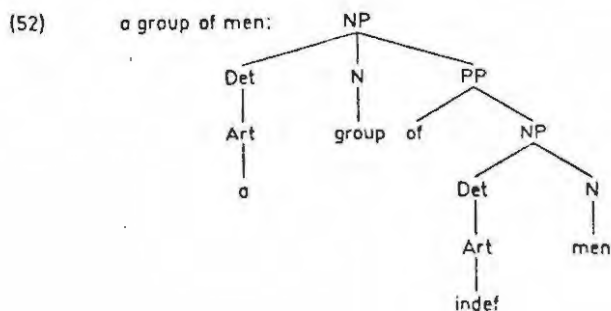 (52) a group of men: NP
Det N PP
Art group of NP
a Det N
Art men
indef